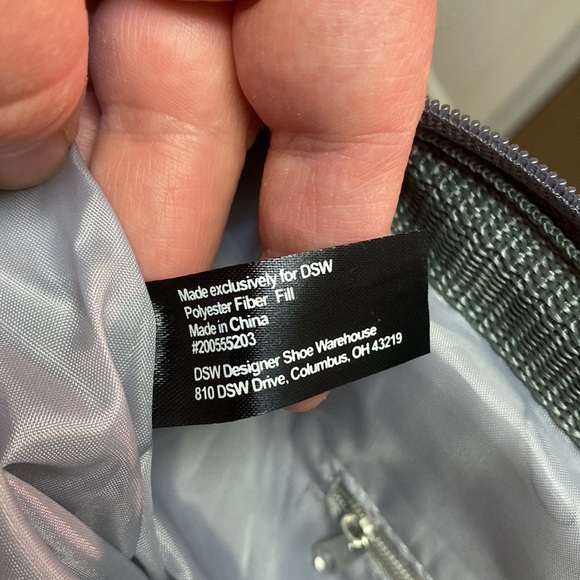 Made exclusively for DSW
Polyester Fiber Fill
Made in China
#200555203
DSW Designer Shoe Warehouse
810 DSW Drive, Columbus, OH 43219